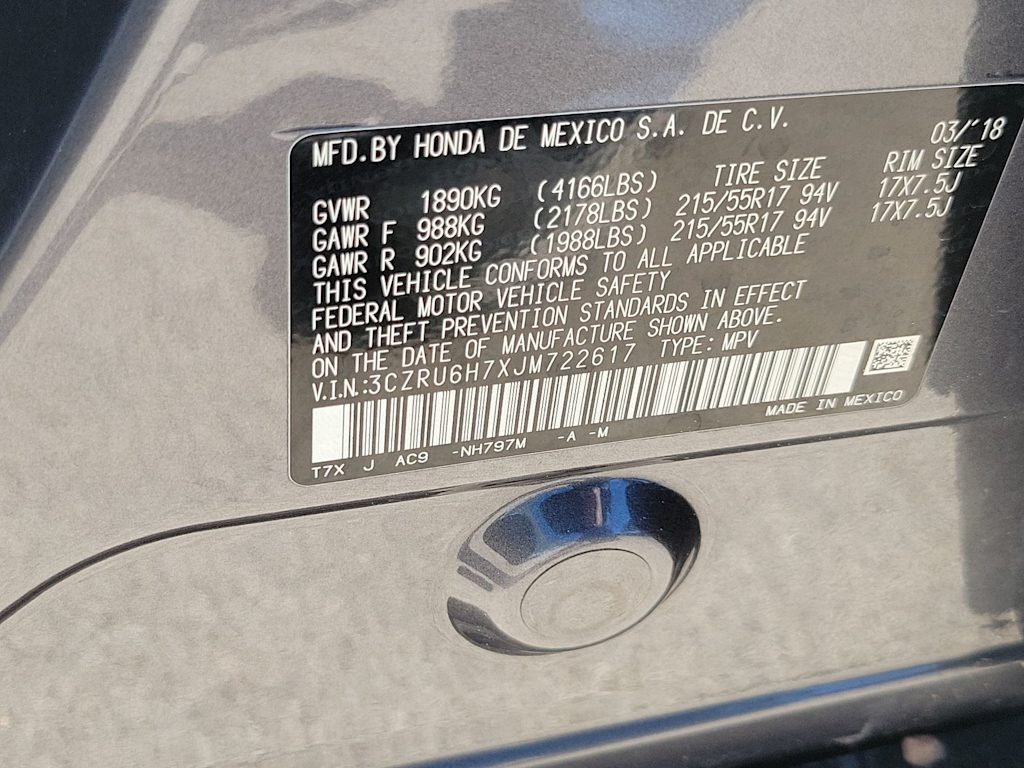 MFD.BY HONDA DE MEXICO S.A. DE C.V. 03/'18
TIRE SIZE RIM SIZE
GVWR 1890KG (4166LBS)
GAWR F 988KG (2178LBS) 215/55R17 94V 17X7.5J
GAWR R 902KG (1988LBS) 215/55R17 94V 17X7.5J
THIS VEHICLE CONFORMS TO ALL APPLICABLE
FEDERAL MOTOR VEHICLE SAFETY
AND THEFT PREVENTION STANDARDS IN EFFECT
ON THE DATE OF MANUFACTURE SHOWN ABOVE.
V.I.N.:3CZRU6H7XJM722617 TYPE: MPV
MADE IN MEXICO
T7X J AC9 -NH797M -A -M